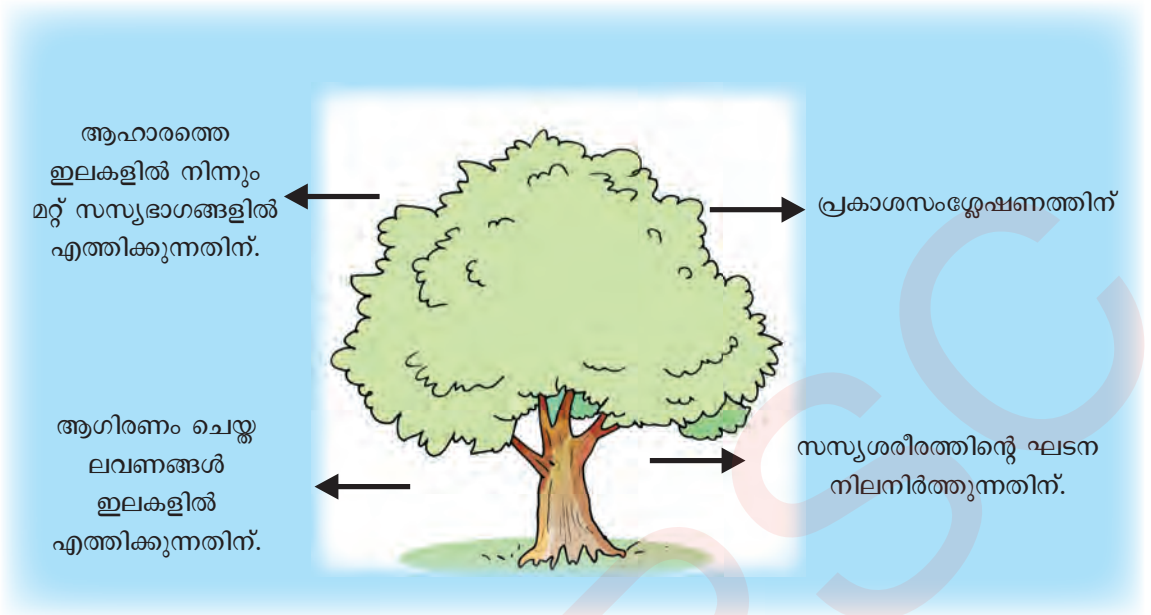 ആഹാരത്തെ
ഇലകളിൽ നിന്നും
മറ്റ് സസ്യഭാഗങ്ങളിൽ
എത്തിക്കുന്നതിന്.
പ്രകാശസംശ്ലേഷണത്തിന്
ആഗിരണം ചെയ്ത
ലവണങ്ങൾ
ഇലകളിൽ
എത്തിക്കുന്നതിന്.
സസ്യശരീരത്തിന്റെ ഘടന
നിലനിർത്തുന്നതിന്.
SC